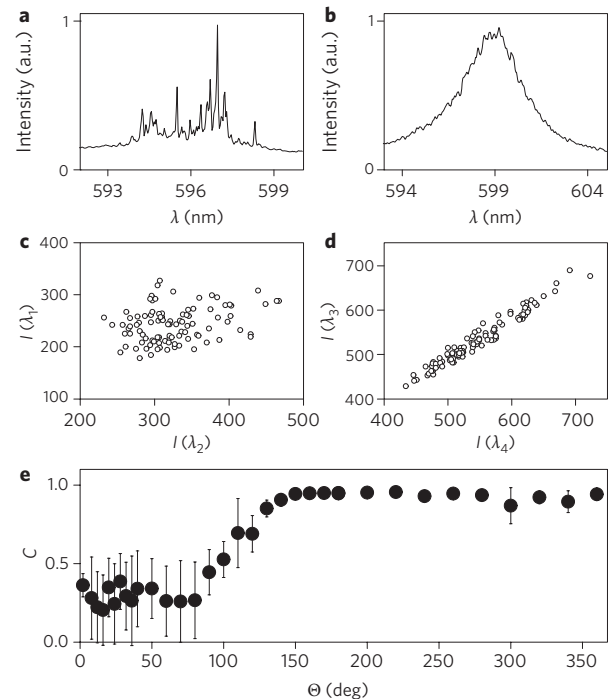 a
b
1
1
Intensity (a.u.)
Intensity (a.u.)
0
0
593
596
599
594
599
604
λ (nm)
λ (nm)
c
d
400
300
200
100
I (λ1)
700
600
500
400
I (λ3)
200
300
400
500
400
500
600
700
I (λ2)
I (λ4)
e
1.0
0.5
0.0
C
0
50
100
150
200
250
300
350
Θ (deg)